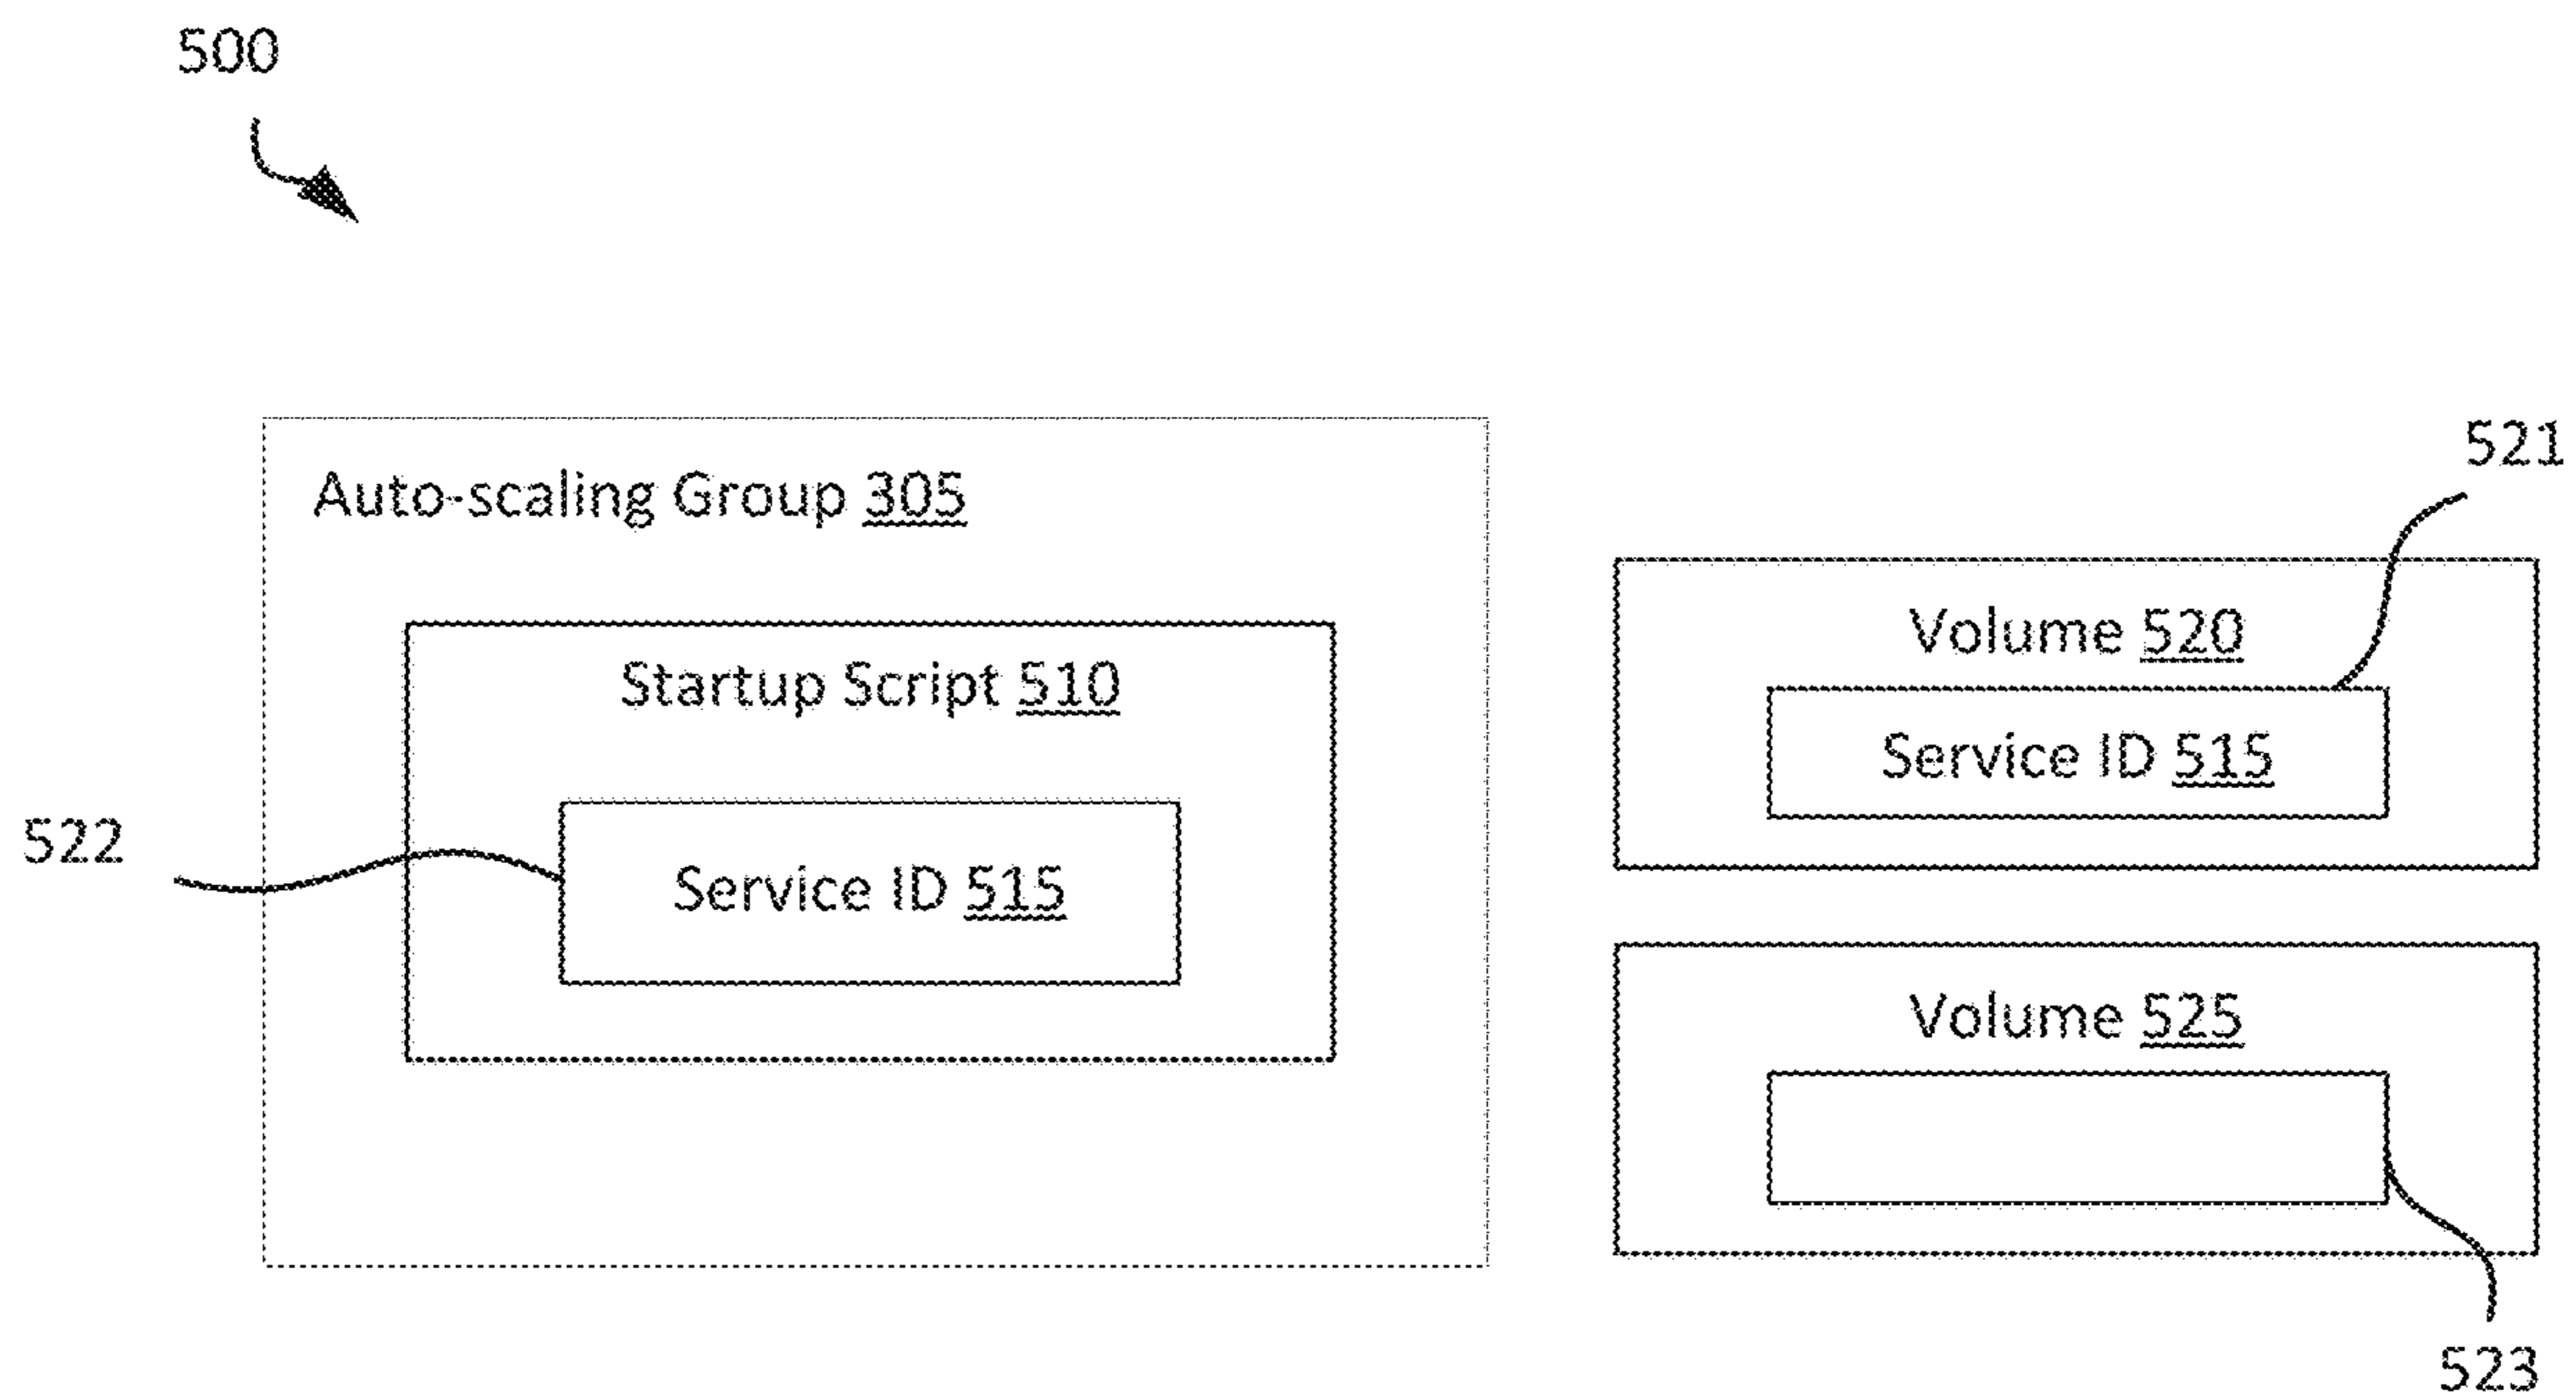 500
Auto-scaling Group 305
521
Startup Script 510
Volume 520
Service ID 515
522
Service ID 515
Volume 525
523